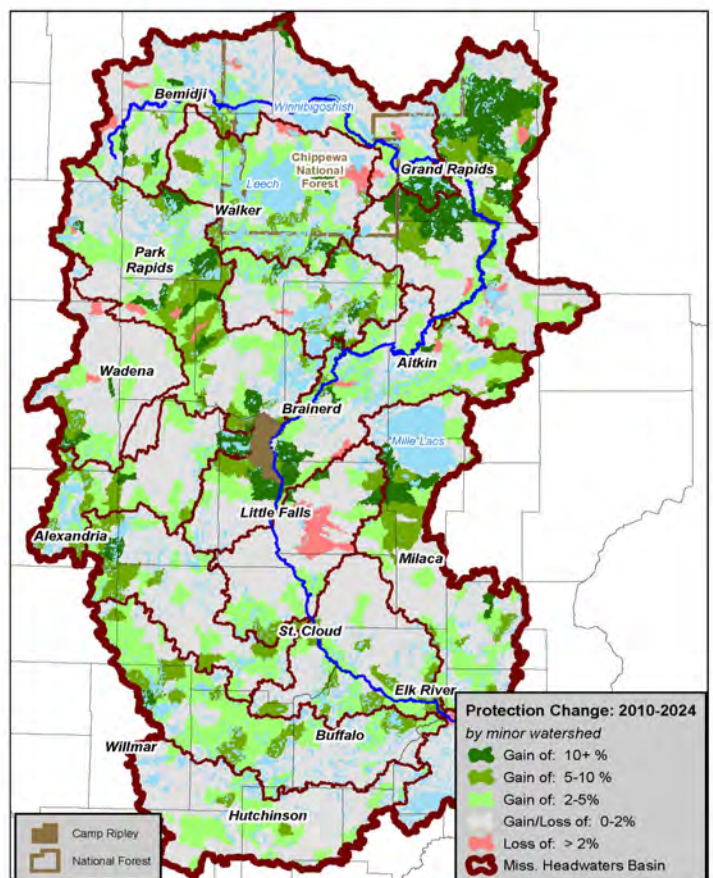 Bemidji
Winnibigoshish
Chippewa
National
Forest
Grand Rapids
Leech
Walker
Park
Rapids
Wadena
Aitkin
Brainerd
Mille Lacs
Little Falls
Alexandria
Milaca
St. Cloud
Elk River
Buffalo
Willmar
Hutchinson
Protection Change: 2010-2024
by minor watershed
Gain of: 10+ %
Gain of: 5-10 %
Gain of: 2-5%
Gain/Loss of: 0-2%
Loss of: > 2%
Miss. Headwaters Basin
Camp Ripley
National Forest